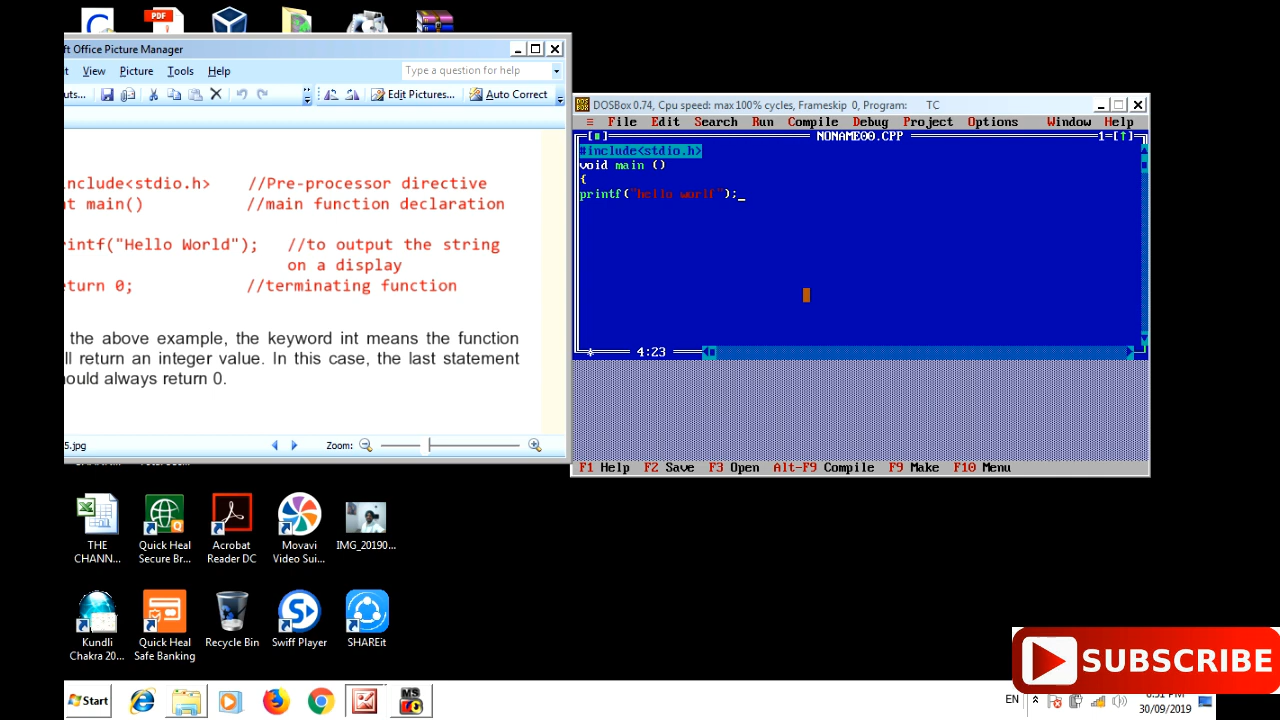 ft Office Picture Manager
View Picture Tools Help
Type a question for help
Edit Pictures...
Auto Correct
include<stdio.h> //Pre-processor directive
nt main() //main function declaration
rintf("Hello World"); //to output the string
on a display
turn 0; //terminating function
the above example, the keyword int means the function
ll return an integer value. In this case, the last statement
ould always return 0.
5.jpg
Zoom:
DOSBox 0.74, Cpu speed: max 100% cycles, Frameskip 0, Program: TC
≡ File Edit Search Run Compile Debug Project Options Window Help
NONAME00.CPP
1=[↑]
#include<stdio.h>
void main ()
{
printf("hello worlf");_
4:23
F1 Help F2 Save F3 Open Alt-F9 Compile F9 Make F10 Menu
PDF
THE CHANN...
Quick Heal Secure Br...
Acrobat Reader DC
Movavi Video Sui...
IMG_20190...
Kundli Chakra 20...
Quick Heal Safe Banking
Recycle Bin
Swiff Player
SHAREit
SUBSCRIBE
Start
MS
EN
30/09/2019